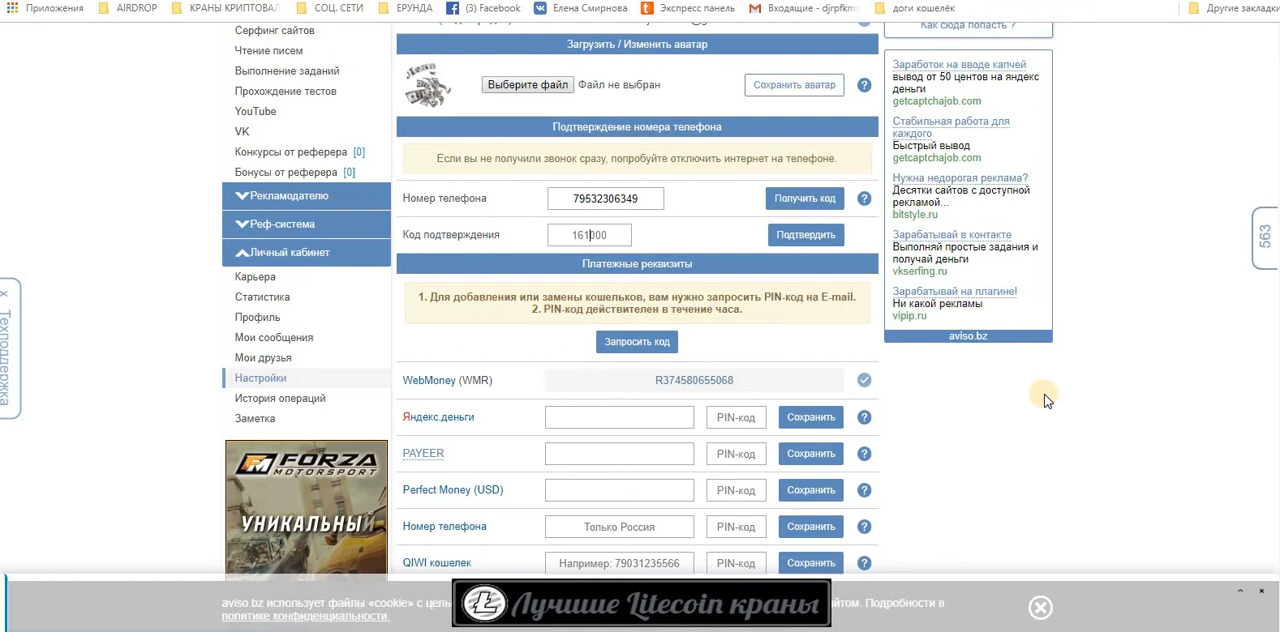 Приложения
AIRDROP
КРАНЫ КРИПТОВАЛ
СОЦ. СЕТИ
ЕРУНДА
(3) Facebook
Елена Смирнова
Экспресс панель
Входящие - djrpfkmy
доги кошелёк
Другие закладки
Серфинг сайтов
Чтение писем
Выполнение заданий
Прохождение тестов
YouTube
VK
Конкурсы от реферера [0]
Бонусы от реферера [0]
Рекламодателю
Реф-система
Личный кабинет
Карьера
Статистика
Профиль
Мои сообщения
Мои друзья
Настройки
История операций
Заметка
FORZA
MOTORSPORT
УНИКАЛЬНЫЙ
Загрузить / Изменить аватар
Выберите файл Файл не выбран
Сохранить аватар
?
Подтверждение номера телефона
Если вы не получили звонок сразу, попробуйте отключить интернет на телефоне.
Номер телефона 79532306349 Получить код ?
Код подтверждения 161000 Подтвердить
Платежные реквизиты
1. Для добавления или замены кошельков, вам нужно запросить PIN-код на E-mail.
2. PIN-код действителен в течение часа.
Запросить код
WebMoney (WMR) R374580655068
Яндекс.деньги PIN-код Сохранить ?
PAYEER PIN-код Сохранить ?
Perfect Money (USD) PIN-код Сохранить ?
Номер телефона Только Россия PIN-код Сохранить ?
QIWI кошелек Например: 79031235566 PIN-код Сохранить ?
Как сюда попасть ?
Заработок на вводе капчей
вывод от 50 центов на яндекс
деньги
getcaptchajob.com
Стабильная работа для
каждого
Быстрый вывод
getcaptchajob.com
Нужна недорогая реклама?
Десятки сайтов с доступной
рекламой...
bitstyle.ru
Зарабатывай в контакте
Выполняй простые задания и
получай деньги
vkserfing.ru
Зарабатывай на плагине!
Ни какой рекламы
vipip.ru
aviso.bz
563
x Техподдержка
aviso.bz использует файлы «cookie» с цель
йтом. Подробности в
политике конфиденциальности.
Лучшие Litecoin краны